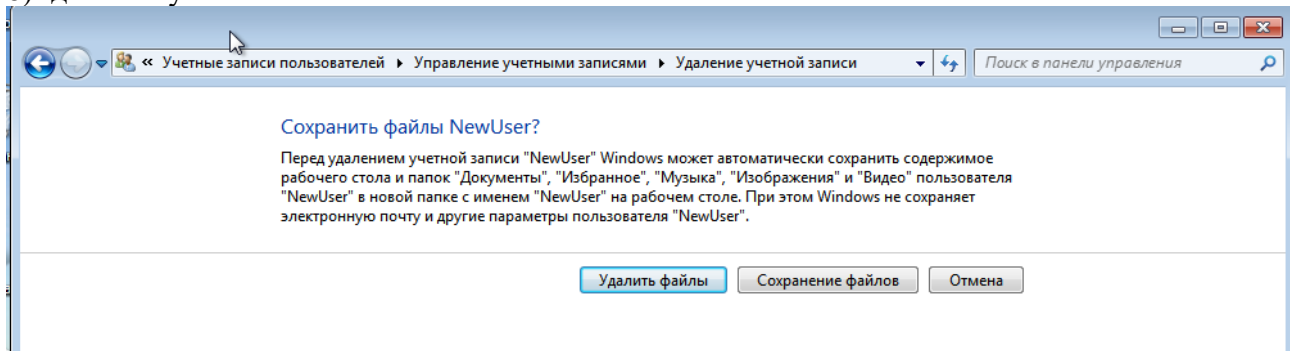 « Учетные записи пользователей ▸ Управление учетными записями ▸ Удаление учетной записи
Поиск в панели управления
Сохранить файлы NewUser?
Перед удалением учетной записи "NewUser" Windows может автоматически сохранить содержимое
рабочего стола и папок "Документы", "Избранное", "Музыка", "Изображения" и "Видео" пользователя
"NewUser" в новой папке с именем "NewUser" на рабочем столе. При этом Windows не сохраняет
электронную почту и другие параметры пользователя "NewUser".
Удалить файлы
Сохранение файлов
Отмена